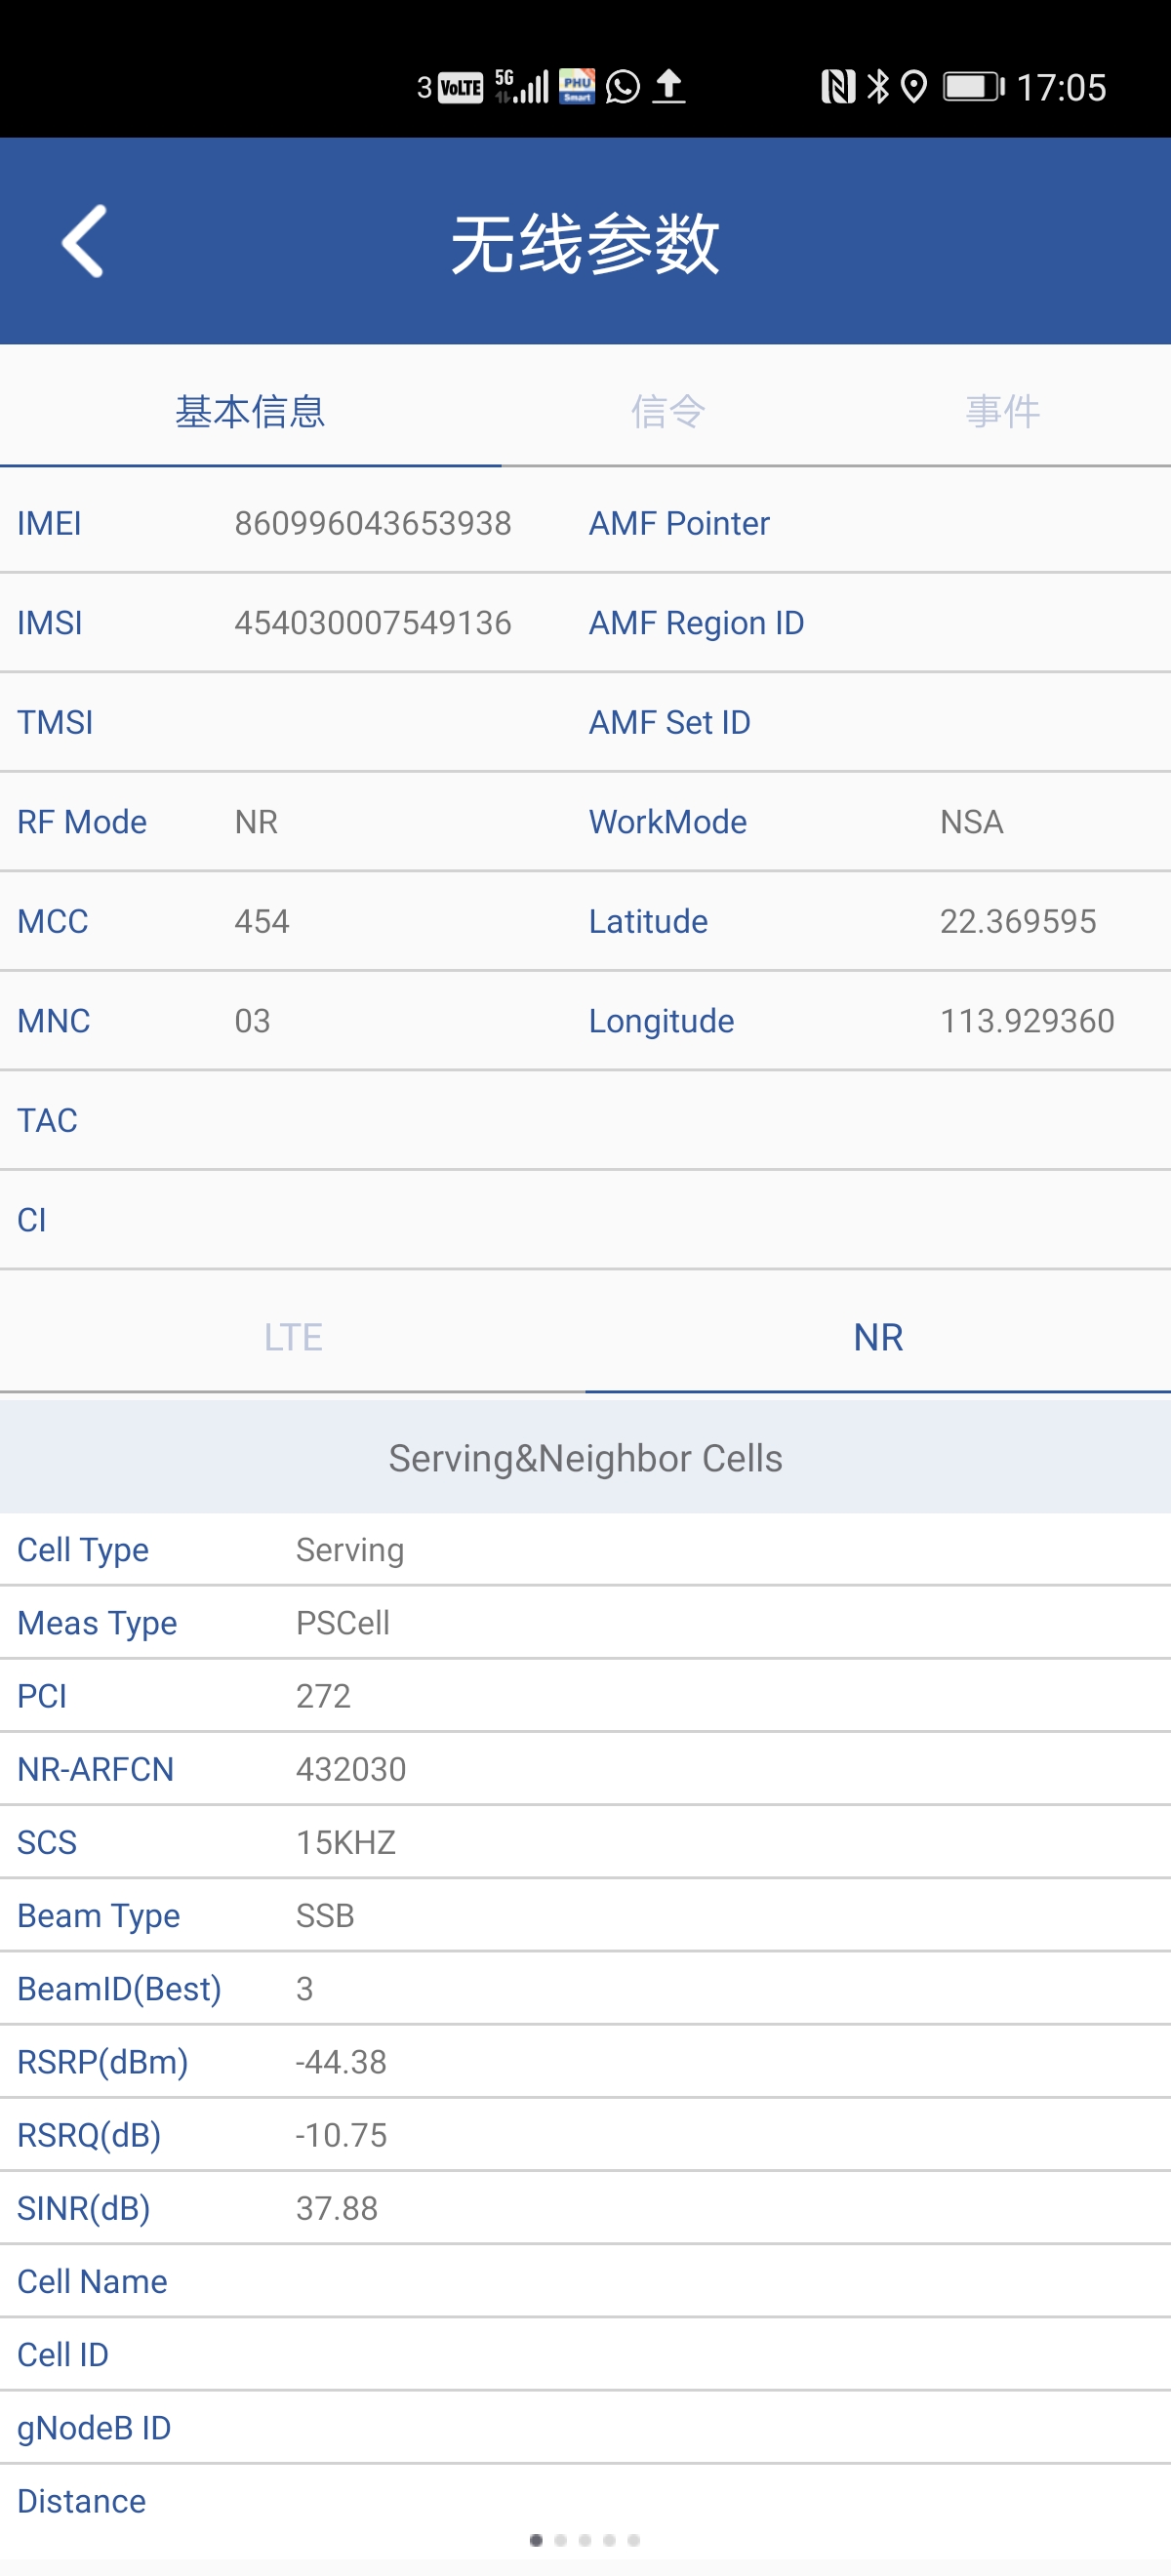 3 VoLTE 5G PHU Smart 17:05
无线参数
基本信息 信令 事件
IMEI 860996043653938 AMF Pointer
IMSI 454030007549136 AMF Region ID
TMSI AMF Set ID
RF Mode NR WorkMode NSA
MCC 454 Latitude 22.369595
MNC 03 Longitude 113.929360
TAC
CI
LTE NR
Serving&Neighbor Cells
Cell Type Serving
Meas Type PSCell
PCI 272
NR-ARFCN 432030
SCS 15KHZ
Beam Type SSB
BeamID(Best) 3
RSRP(dBm) -44.38
RSRQ(dB) -10.75
SINR(dB) 37.88
Cell Name
Cell ID
gNodeB ID
Distance